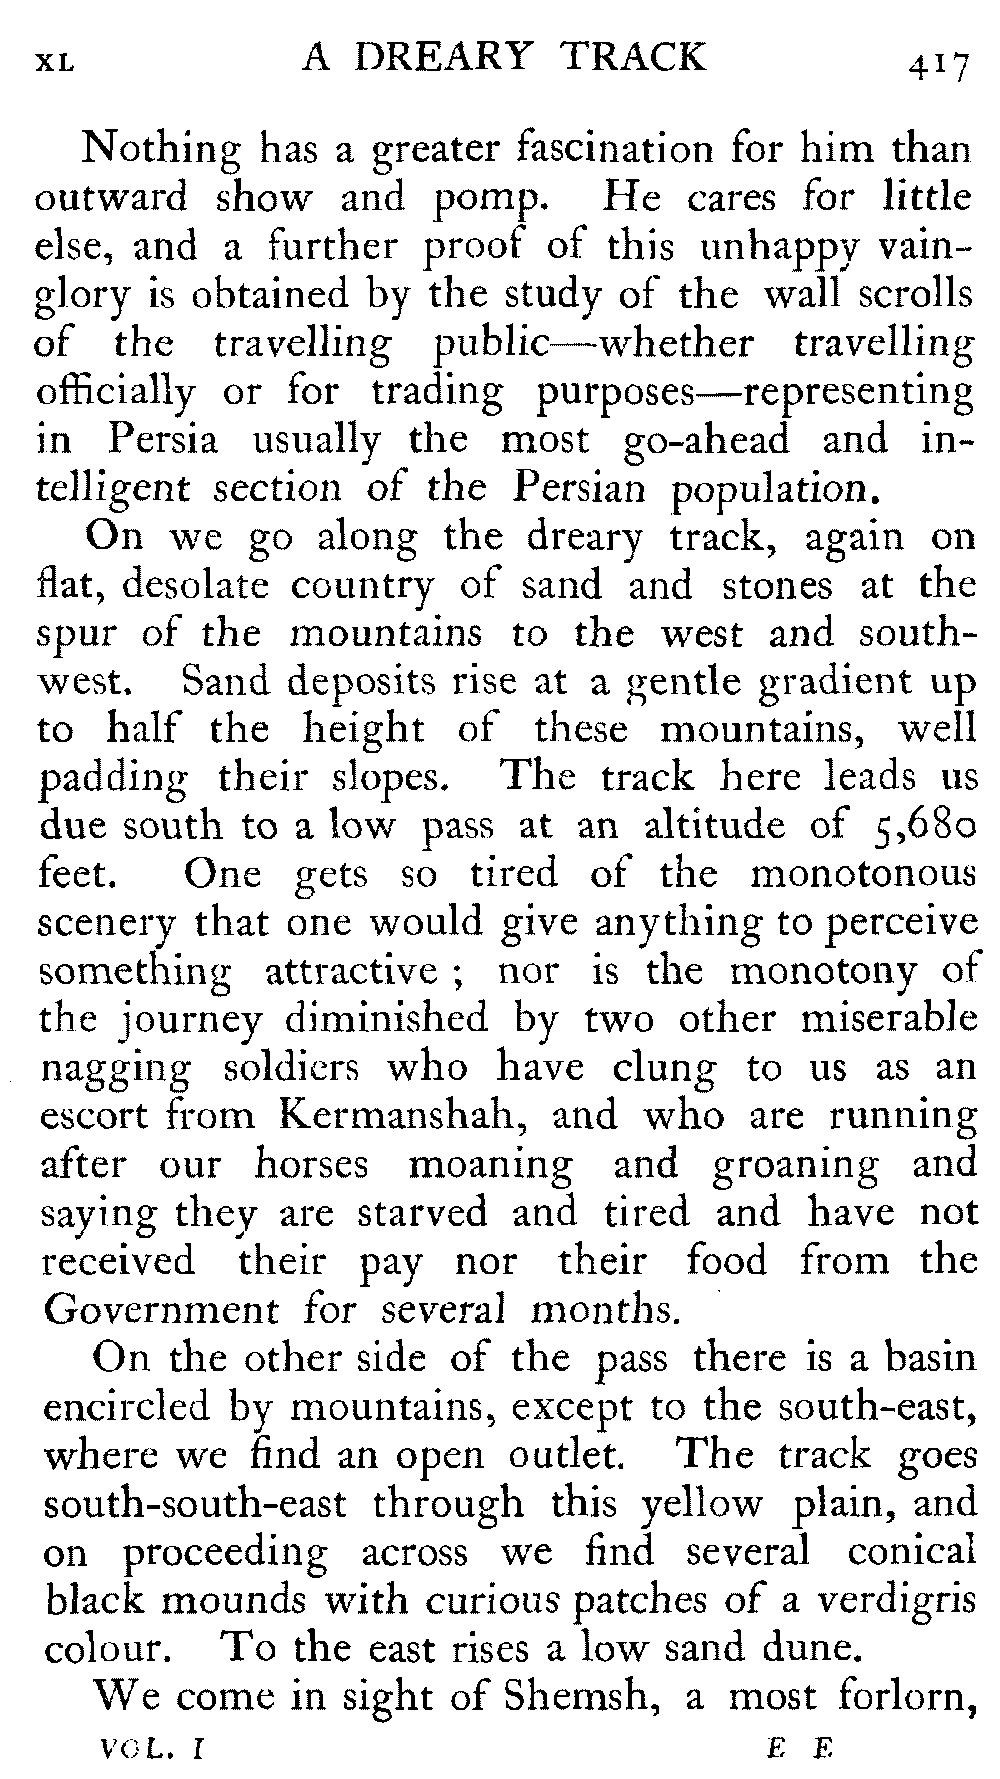 XL A DREARY TRACK 417
Nothing has a greater fascination for him than
outward show and pomp. He cares for little
else, and a further proof of this unhappy vain-
glory is obtained by the study of the wall scrolls
of the travelling public—whether travelling
officially or for trading purposes—representing
in Persia usually the most go-ahead and in-
telligent section of the Persian population.
On we go along the dreary track, again on
flat, desolate country of sand and stones at the
spur of the mountains to the west and south-
west. Sand deposits rise at a gentle gradient up
to half the height of these mountains, well
padding their slopes. The track here leads us
due south to a low pass at an altitude of 5,680
feet. One gets so tired of the monotonous
scenery that one would give anything to perceive
something attractive ; nor is the monotony of
the journey diminished by two other miserable
nagging soldiers who have clung to us as an
escort from Kermanshah, and who are running
after our horses moaning and groaning and
saying they are starved and tired and have not
received their pay nor their food from the
Government for several months.
On the other side of the pass there is a basin
encircled by mountains, except to the south-east,
where we find an open outlet. The track goes
south-south-east through this yellow plain, and
on proceeding across we find several conical
black mounds with curious patches of a verdigris
colour. To the east rises a low sand dune.
We come in sight of Shemsh, a most forlorn,
VOL. I E E